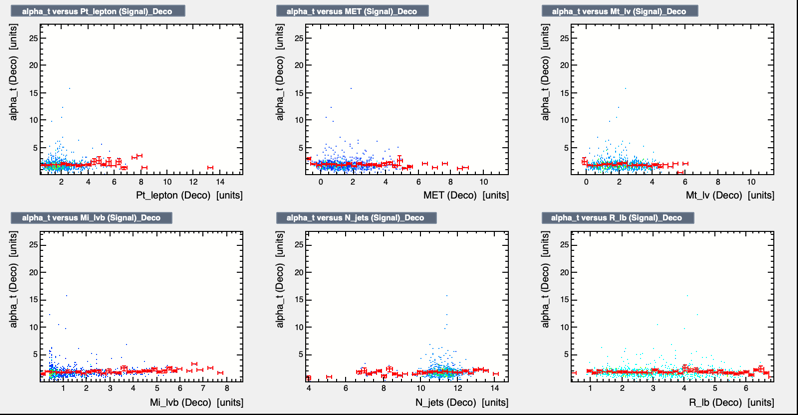 alpha_t versus Pt_lepton (Signal)_Deco
alpha_t versus MET (Signal)_Deco
alpha_t versus Mt_lv (Signal)_Deco
alpha_t (Deco) [units]
25
20
15
10
5
2 4 6 8 10 12 14
Pt_lepton (Deco) [units]
alpha_t (Deco) [units]
25
20
15
10
5
0 2 4 6 8 10
MET (Deco) [units]
alpha_t (Deco) [units]
25
20
15
10
5
0 2 4 6 8 10
Mt_lv (Deco) [units]
alpha_t versus Mi_lvb (Signal)_Deco
alpha_t versus N_jets (Signal)_Deco
alpha_t versus R_lb (Signal)_Deco
alpha_t (Deco) [units]
25
20
15
10
5
1 2 3 4 5 6 7 8
Mi_lvb (Deco) [units]
alpha_t (Deco) [units]
25
20
15
10
5
4 6 8 10 12 14
N_jets (Deco) [units]
alpha_t (Deco) [units]
25
20
15
10
5
1 2 3 4 5 6
R_lb (Deco) [units]